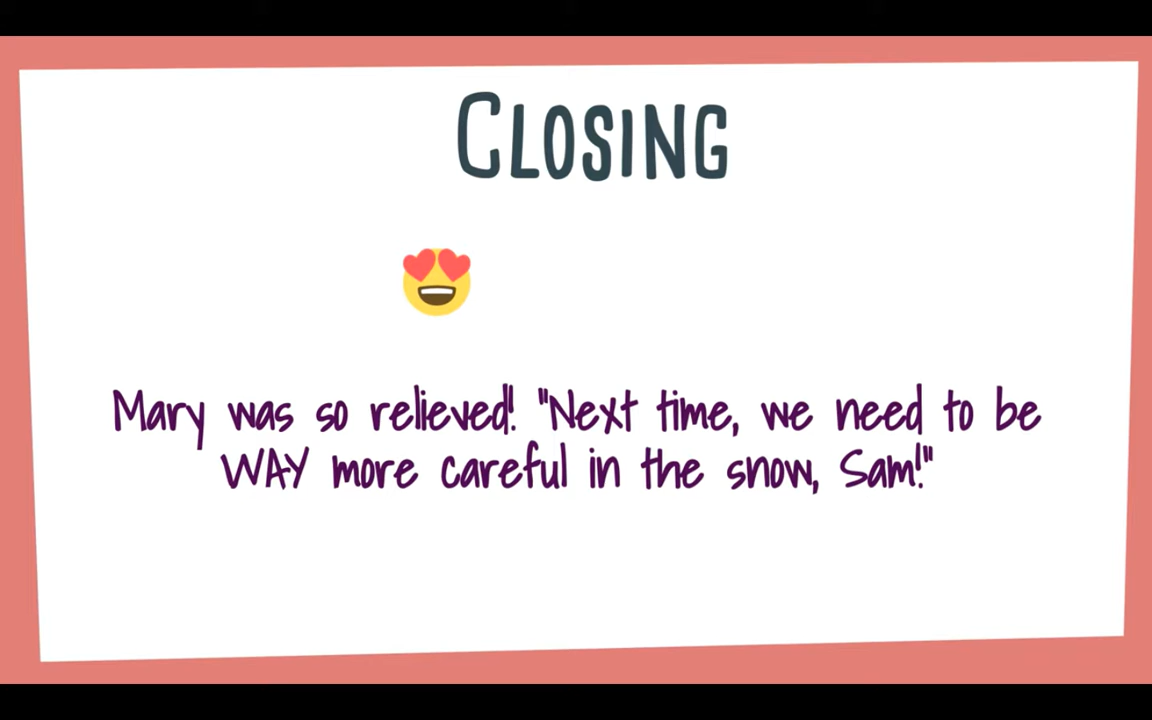 CLOSING
Mary was so relieved! "Next time, we need to be
WAY more careful in the snow, Sam!"